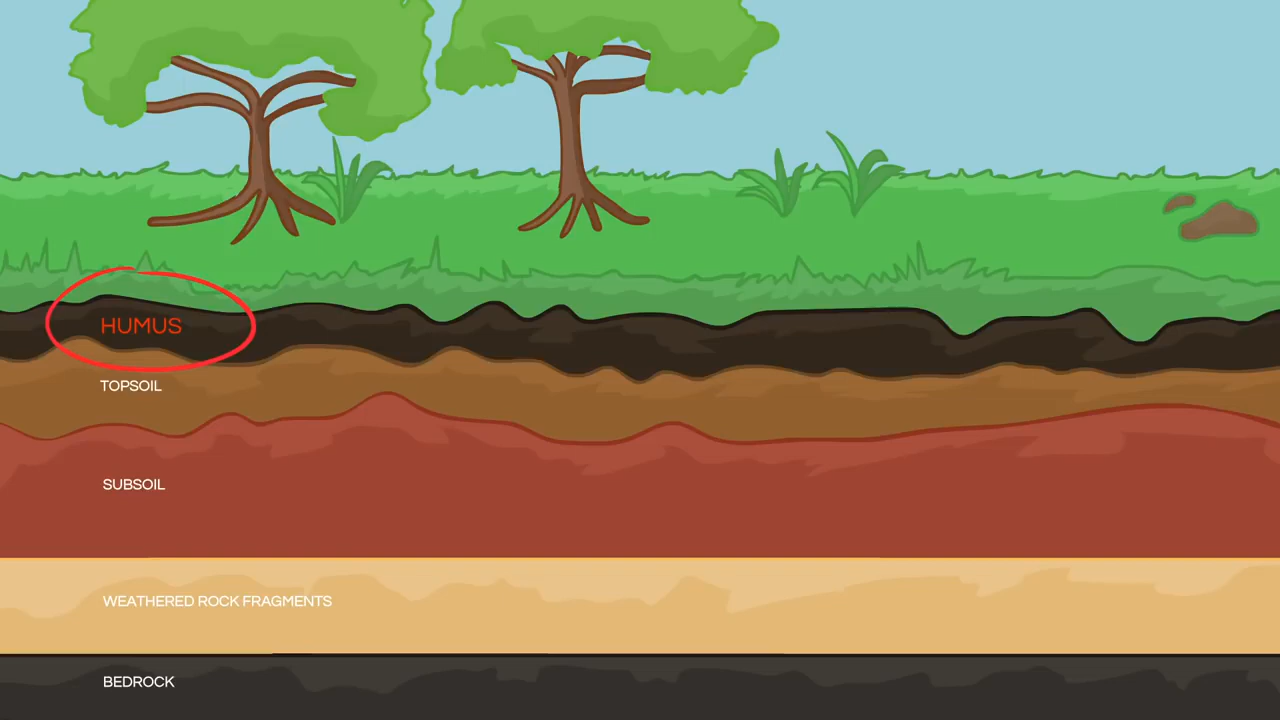 HUMUS
TOPSOIL
SUBSOIL
WEATHERED ROCK FRAGMENTS
BEDROCK